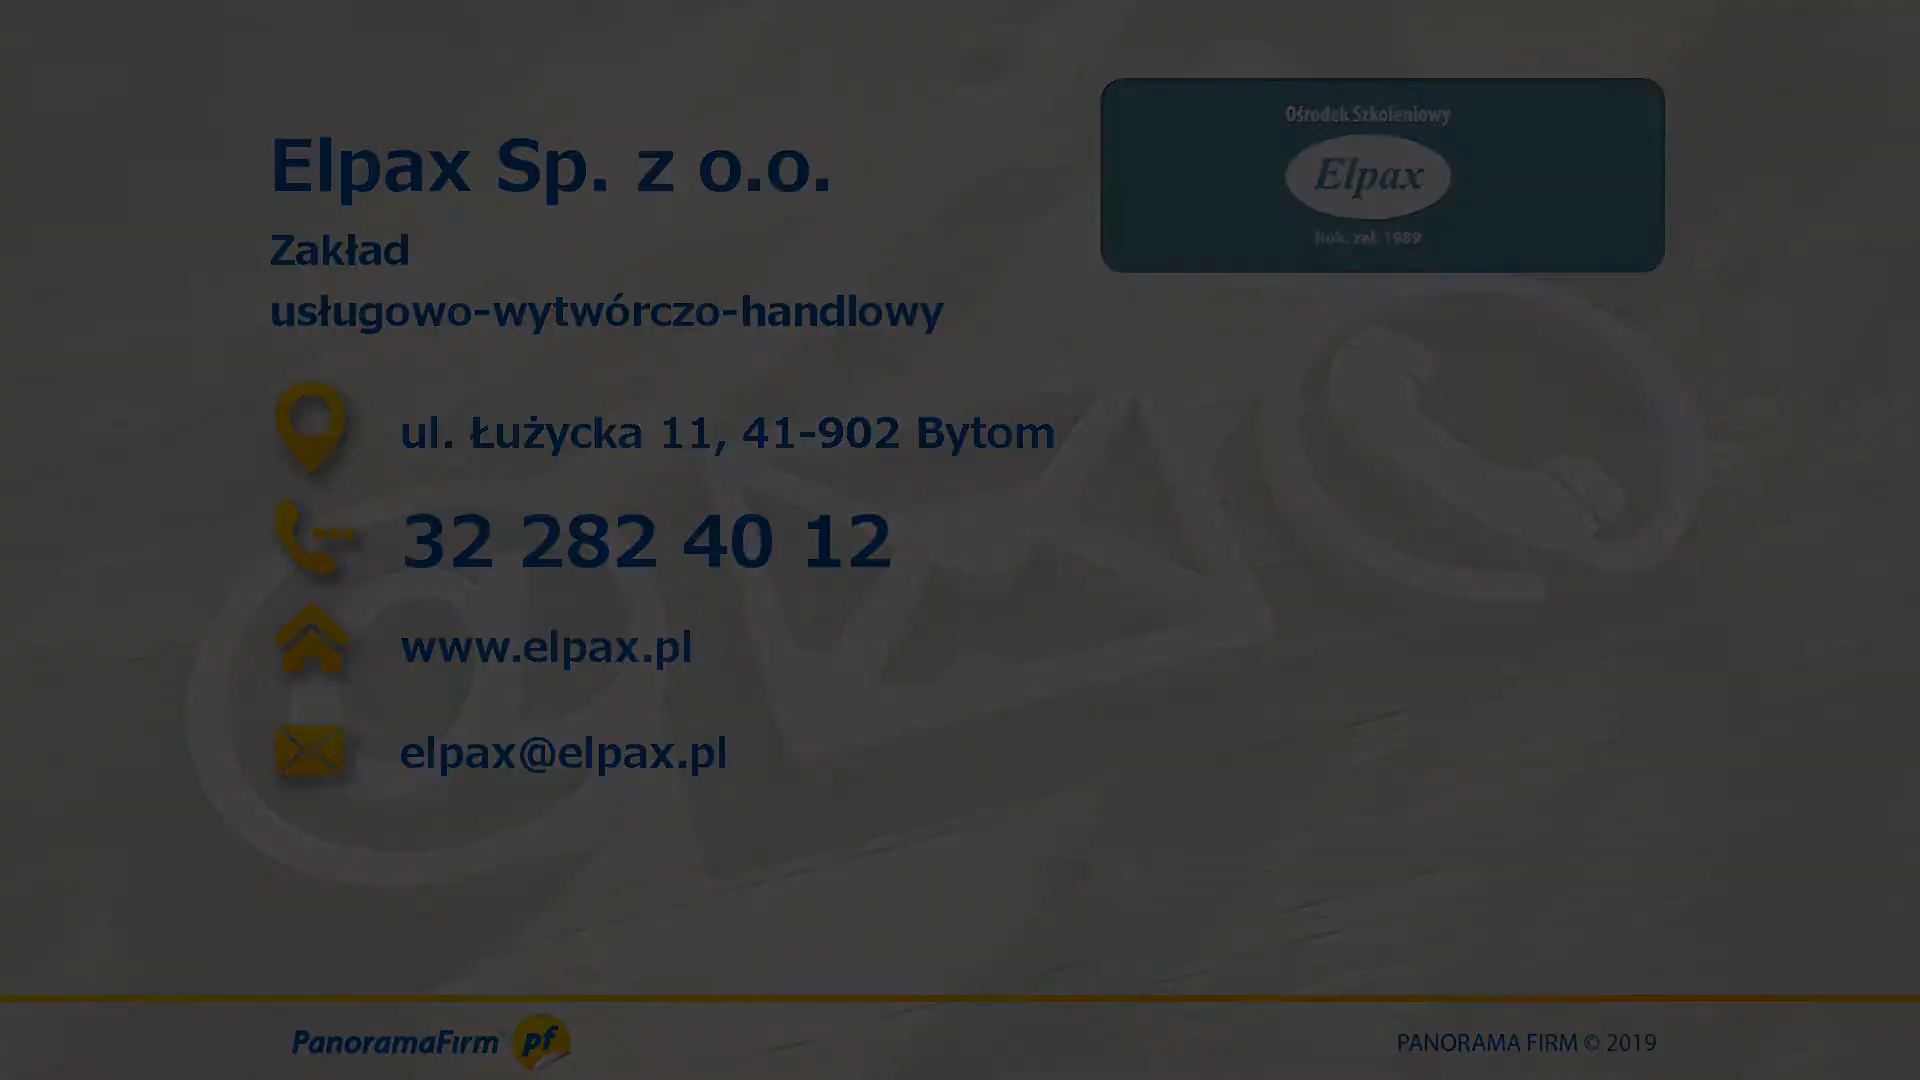 Elpax Sp. z o.o.
Zakład
usługowo-wytwórczo-handlowy
ul. Łużycka 11, 41-902 Bytom
32 282 40 12
www.elpax.pl
elpax@elpax.pl
Ośrodek Szkoleniowy
Elpax
Rok. zał. 1989
PanoramaFirm pf
PANORAMA FIRM © 2019